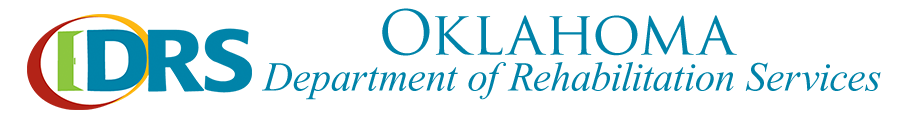 DRS
OKLAHOMA
Department of Rehabilitation Services